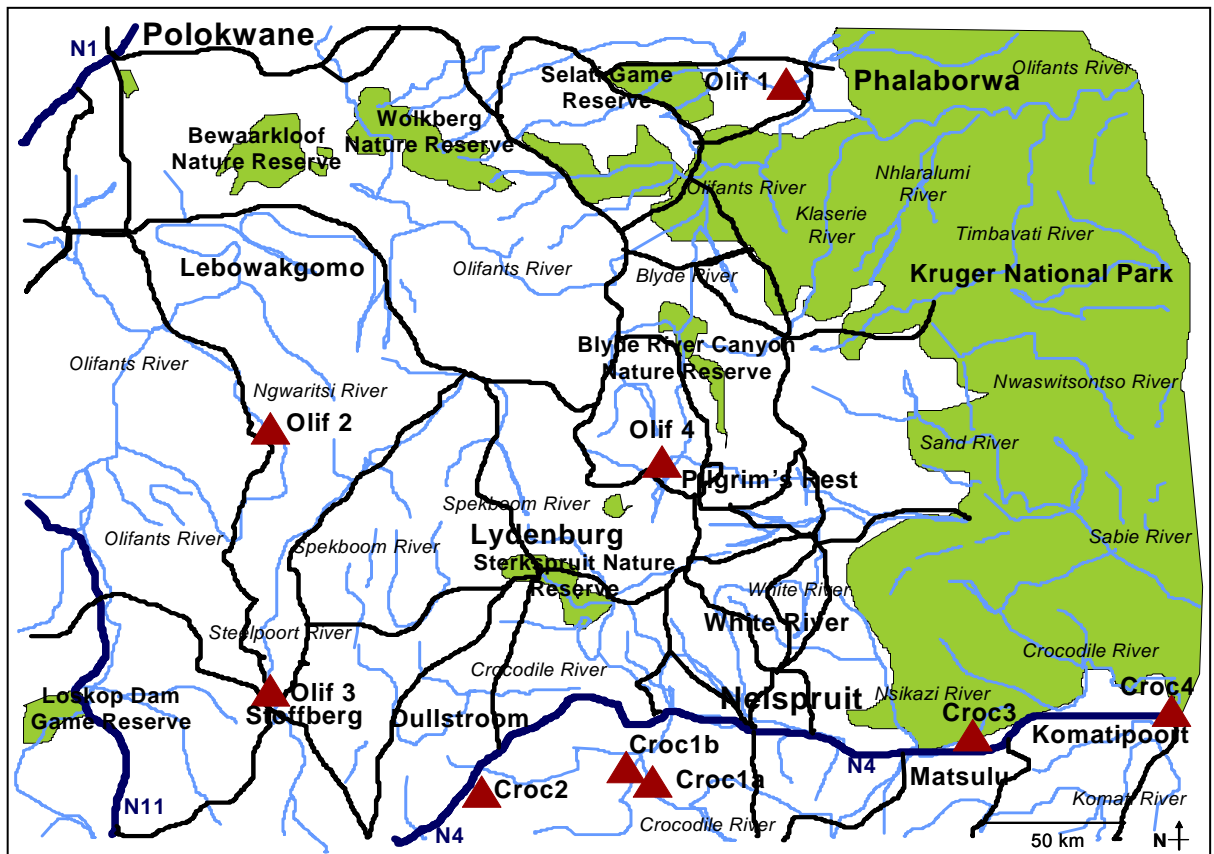 N1
Polokwane
Selati Game
Reserve
Olif 1
Phalaborwa
Olifants River
Bewaarkloof
Nature Reserve
Wolkberg
Nature Reserve
Olifants River
Nhlaralumi
River
Klaserie
River
Timbavati River
Lebowakgomo
Olifants River
Blyde River
Kruger National Park
Olifants River
Blyde River Canyon
Nature Reserve
Ngwaritsi River
Nwaswitsontso River
Olif 2
Olif 4
Sand River
Pilgrim's Rest
Spekboom River
Olifants River
Spekboom River
Lydenburg
Sabie River
Sterkspruit Nature
Reserve
White River
Steelpoort River
White River
Crocodile River
Crocodile River
Loskop Dam
Game Reserve
Olif 3
Stoffberg
Dullstroom
Nelspruit
Nsikazi River
Croc3
Croc4
Komatipoort
Croc1b
N4
Matsulu
Croc2
Croc1a
N11
N4
Crocodile River
Komati River
50 km
N